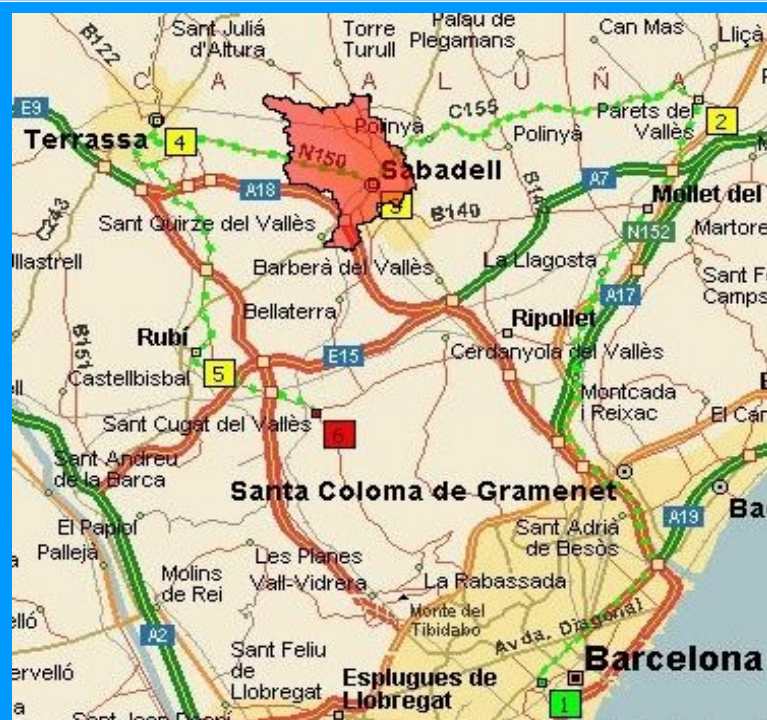 Sant Juliá
d'Altura
Torre
Turull
Palau de
Plegamans
Can Mas
Lliçà
B122
C A T A L U Ñ A
E9
C155
Parets del
Vallès
2
Terrassa
4
Polinyà
Polinyà
N150
Sabadell
A18
A7
B140
Mollet del
C243
Sant Quirze del Vallès
N152
Martore
Ullastrell
Barberà del Vallès
La Llagosta
Sant F
Camps
Bellaterra
A17
B151
Rubí
Ripollet
E15
Cerdanyola del Vallès
5
Castellbisbal
Montcada
i Reixac
Sant Cugat del Vallès
6
El Car
Sant Andreu
de la Barca
Santa Coloma de Gramenet
A19
Ba
El Papiol
Sant Adrià
de Besòs
Pallejà
Les Planes
Vall-Vidrera
La Rabassada
Molins
de Rei
Monte del
Tibidabo
Avda. Diagonal
A2
Sant Feliu
de
Llobregat
Esplugues de
Llobregat
Barcelona
1